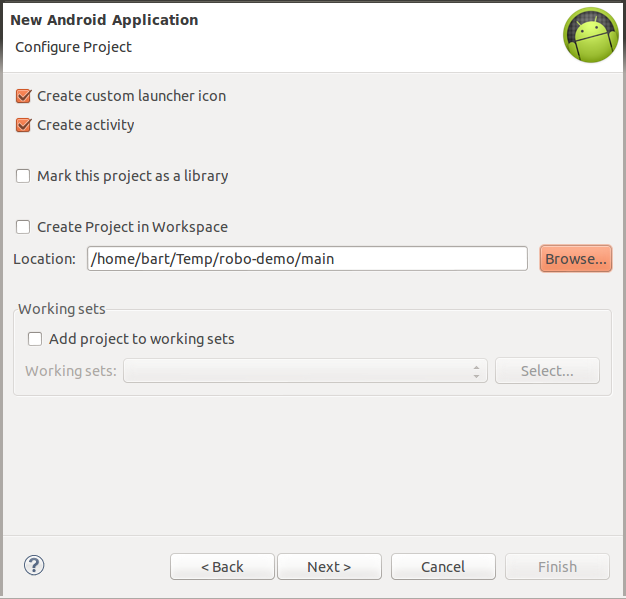 New Android Application
Configure Project
Create custom launcher icon
Create activity
Mark this project as a library
Create Project in Workspace
Location: /home/bart/Temp/robo-demo/main Browse...
Working sets
Add project to working sets
Working sets: Select...
? < Back Next > Cancel Finish